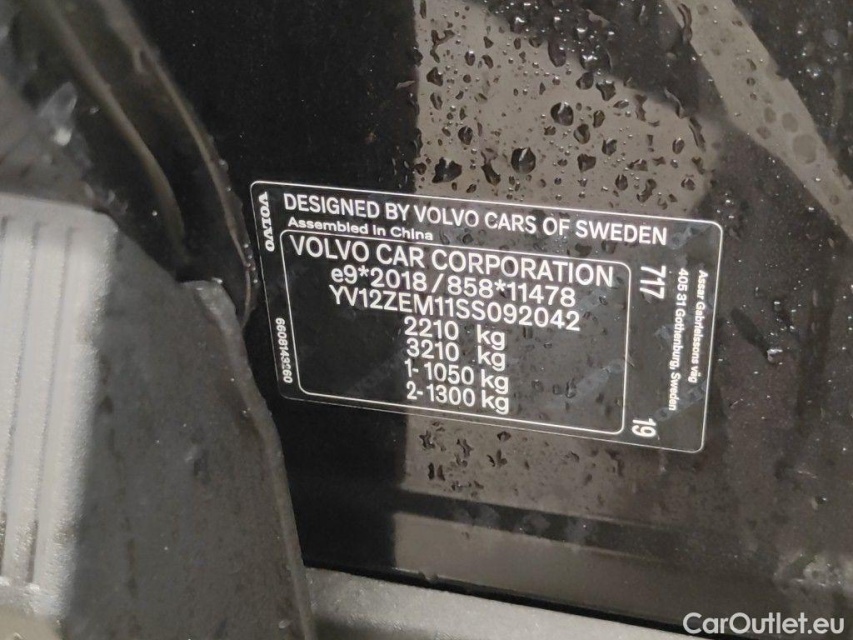 VOLVO
DESIGNED BY VOLVO CARS OF SWEDEN
Assembled in China
VOLVO CAR CORPORATION
e9*2018/858*11478
YV12ZEM11SS092042
2210 kg
3210 kg
1-1050 kg
2-1300 kg
6608143260
717
19
Assar Gabrielssons väg
405 31 Gothenburg, Sweden
CarOutlet.eu